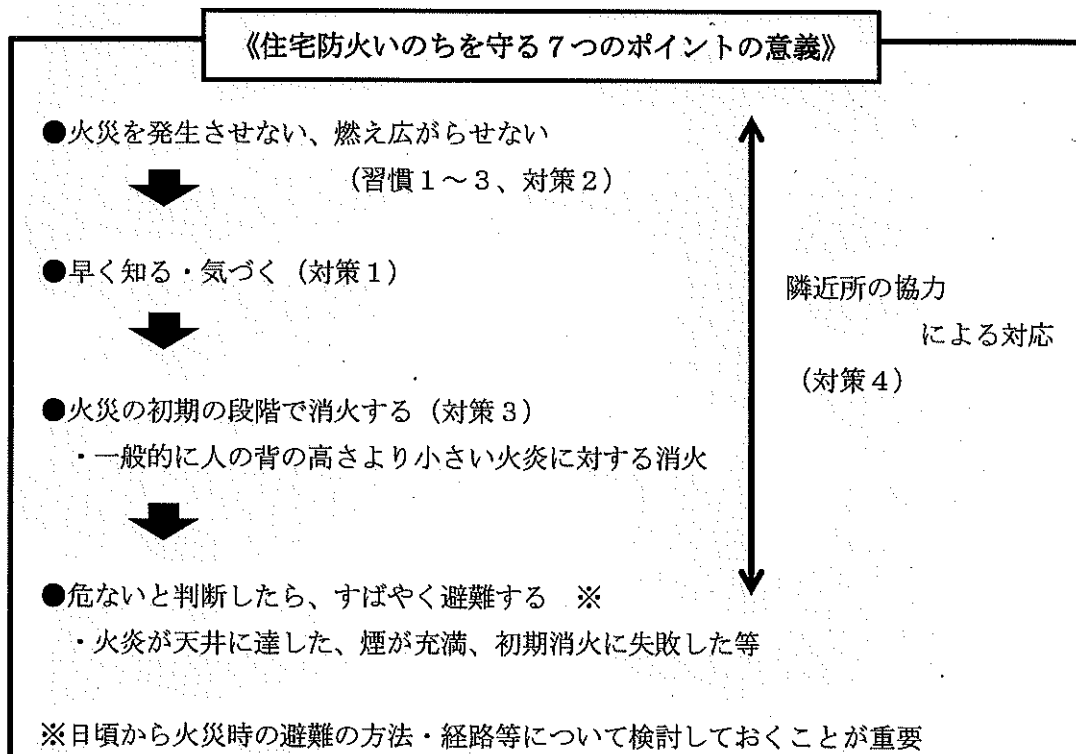 《住宅防火いのちを守る７つのポイントの意義》
●火災を発生させない、燃え広がらせない
（習慣１～３、対策２）
●早く知る・気づく（対策１）
●火災の初期の段階で消火する（対策３）
・一般的に人の背の高さより小さい火炎に対する消火
●危ないと判断したら、すばやく避難する　※
・火炎が天井に達した、煙が充満、初期消火に失敗した等
隣近所の協力
による対応
（対策４）
※日頃から火災時の避難の方法・経路等について検討しておくことが重要